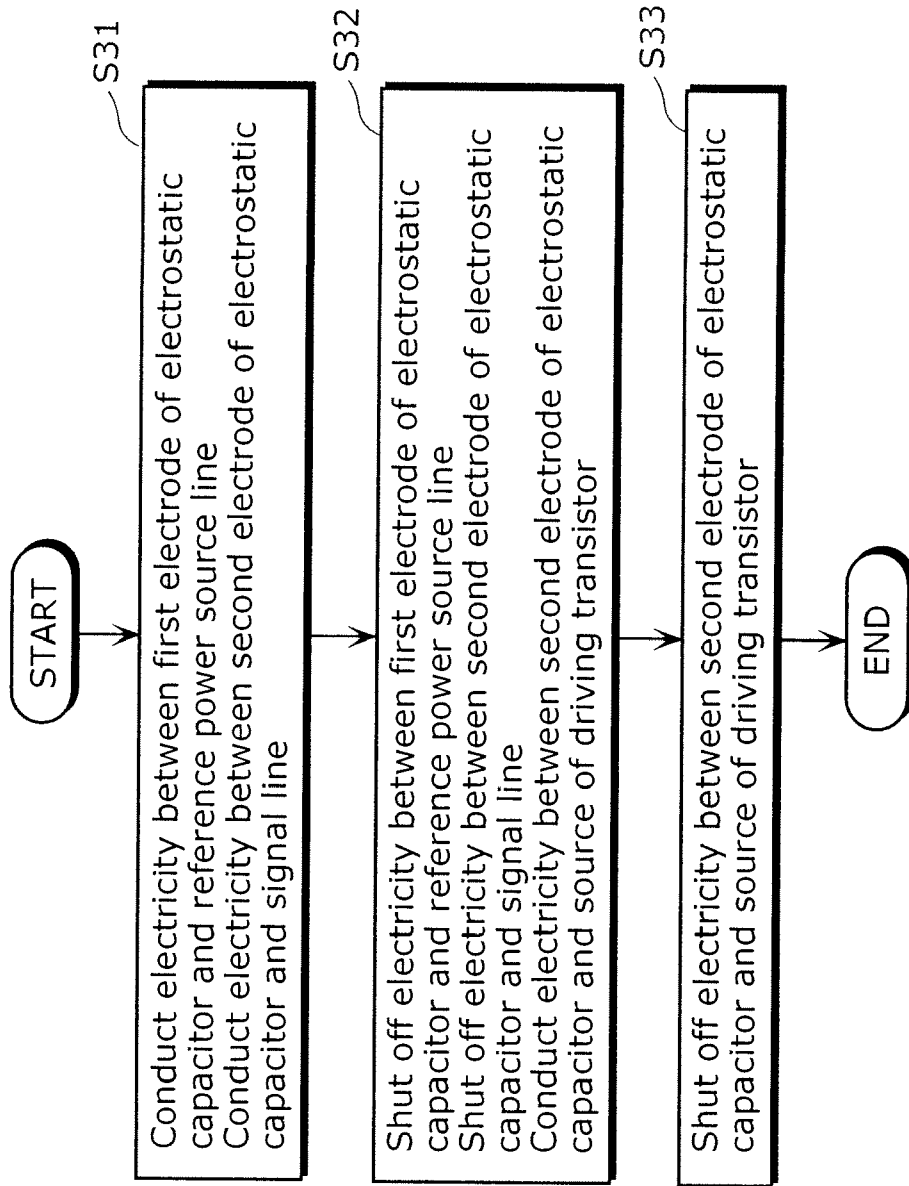 START
S31
Conduct electricity between first electrode of electrostatic
capacitor and reference power source line
Conduct electricity between second electrode of electrostatic
capacitor and signal line
S32
Shut off electricity between first electrode of electrostatic
capacitor and reference power source line
Shut off electricity between second electrode of electrostatic
capacitor and signal line
Conduct electricity between second electrode of electrostatic
capacitor and source of driving transistor
S33
Shut off electricity between second electrode of electrostatic
capacitor and source of driving transistor
END